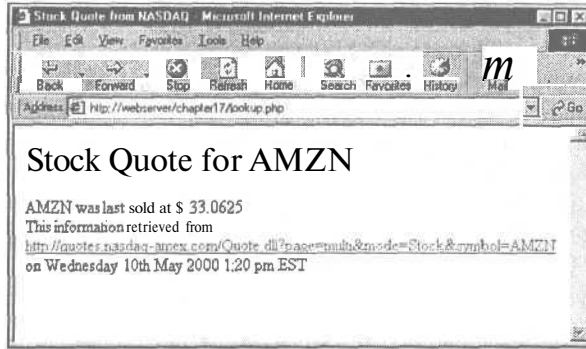 Stock Quote from NASDAQ - Microsoft Internet Explorer
File Edit View Favorites Tools Help
m
Back Forward Stop Refresh Home Search Favorites History Mail
Address http://webserver/chapter17/lookup.php Go
Stock Quote for AMZN
AMZN was last sold at $ 33.0625
This information retrieved from
http://quotes.nasdaq-amex.com/Quote.dll?page=multi&mode=Stock&symbol=AMZN
on Wednesday 10th May 2000 1:20 pm EST